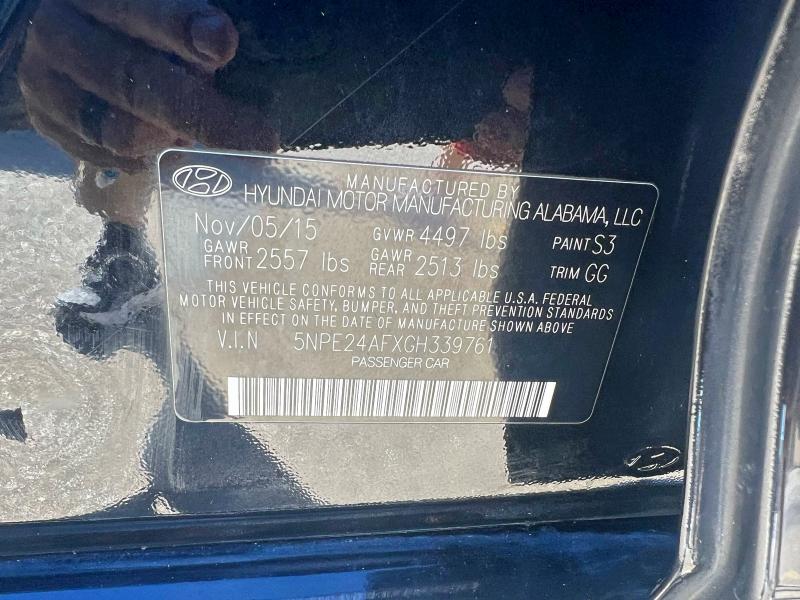 MANUFACTURED BY
HYUNDAI MOTOR MANUFACTURING ALABAMA, LLC
Nov/05/15 GVWR 4497 lbs PAINT S3
GAWR FRONT 2557 lbs GAWR REAR 2513 lbs TRIM GG
THIS VEHICLE CONFORMS TO ALL APPLICABLE U.S.A. FEDERAL
MOTOR VEHICLE SAFETY, BUMPER, AND THEFT PREVENTION STANDARDS
IN EFFECT ON THE DATE OF MANUFACTURE SHOWN ABOVE
V.I.N 5NPE24AFXGH339761
PASSENGER CAR